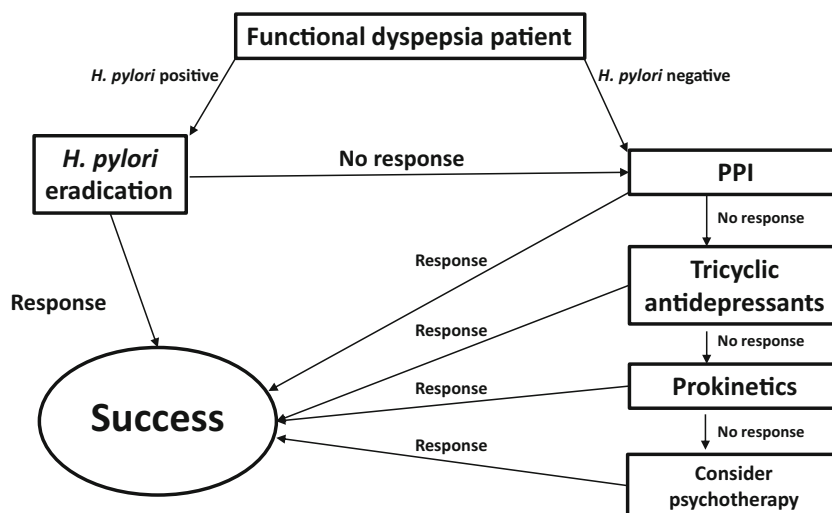 Functional dyspepsia patient
H. pylori positive
H. pylori negative
H. pylori
eradication
No response
PPI
No response
Response
Tricyclic
antidepressants
Response
Response
No response
Prokinetics
Response
Success
No response
Response
Consider
psychotherapy